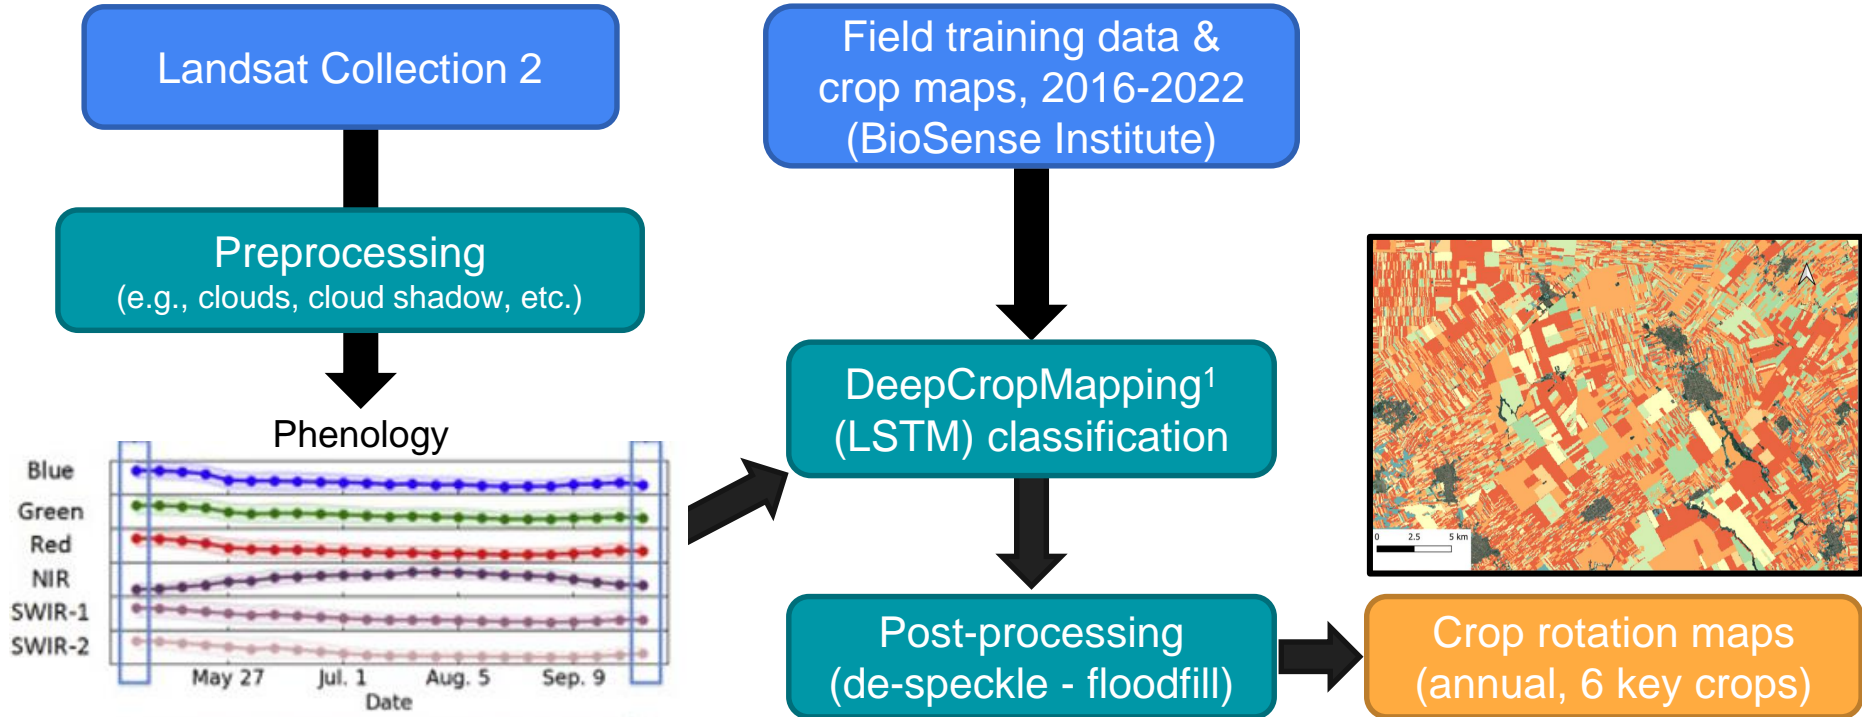 Landsat Collection 2
Field training data &
crop maps, 2016-2022
(BioSense Institute)
Preprocessing
(e.g., clouds, cloud shadow, etc.)
Phenology
Blue
Green
Red
NIR
SWIR-1
SWIR-2
May 27
Jul. 1
Aug. 5
Sep. 9
Date
DeepCropMapping¹
(LSTM) classification
Post-processing
(de-speckle - floodfill)
0 2.5 5 km
Crop rotation maps
(annual, 6 key crops)